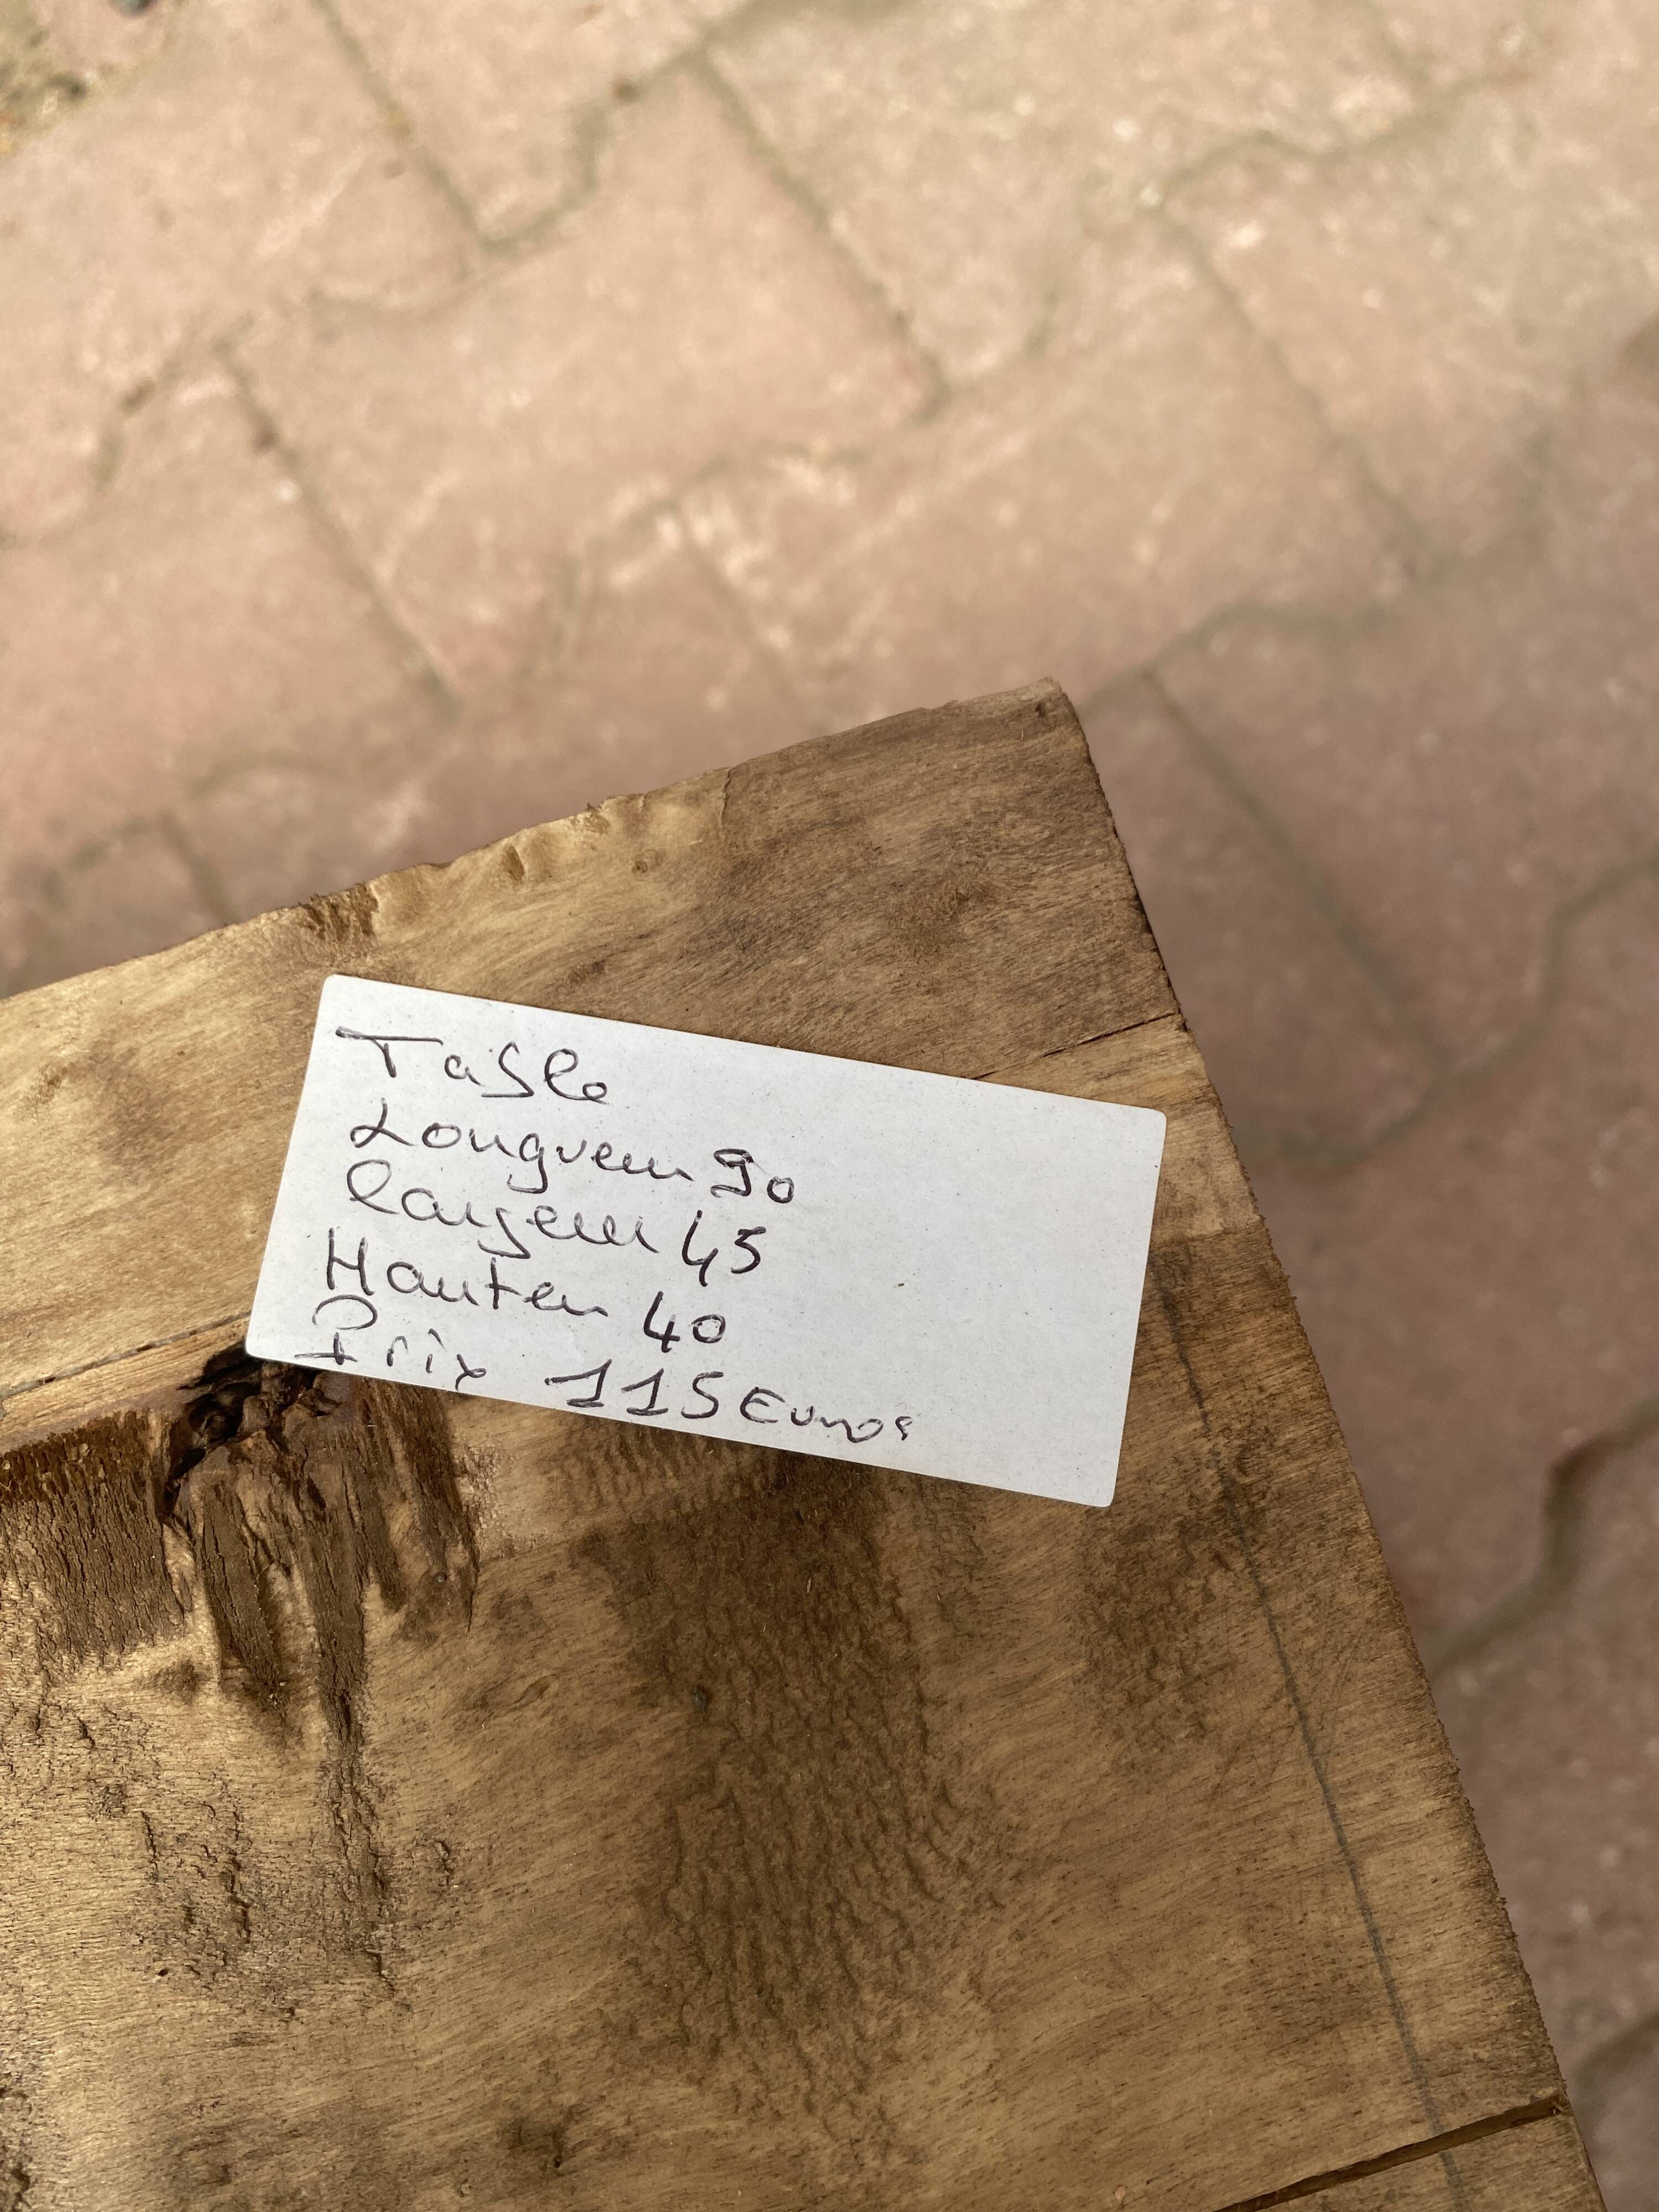 Table
Longueur 90
largeur 45
Hauteur 40
Prix 115 Euros